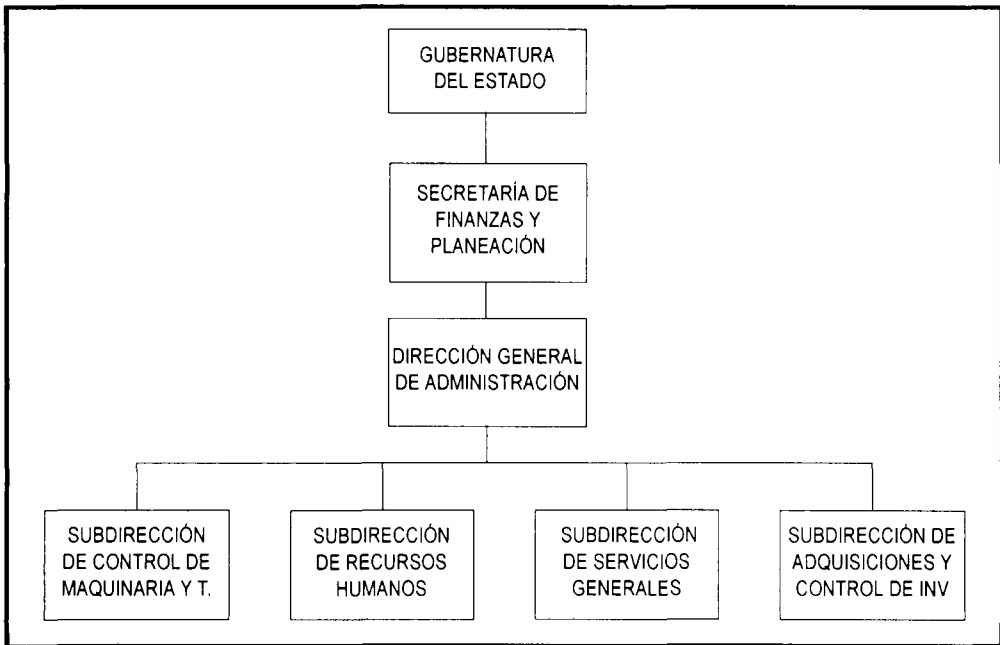 GUBERNATURA
DEL ESTADO
SECRETARÍA DE
FINANZAS Y
PLANEACIÓN
DIRECCIÓN GENERAL
DE ADMINISTRACIÓN
SUBDIRECCIÓN
DE CONTROL DE
MAQUINARIA Y T.
SUBDIRECCIÓN
DE RECURSOS
HUMANOS
SUBDIRECCIÓN
DE SERVICIOS
GENERALES
SUBDIRECCIÓN DE
ADQUISICIONES Y
CONTROL DE INV